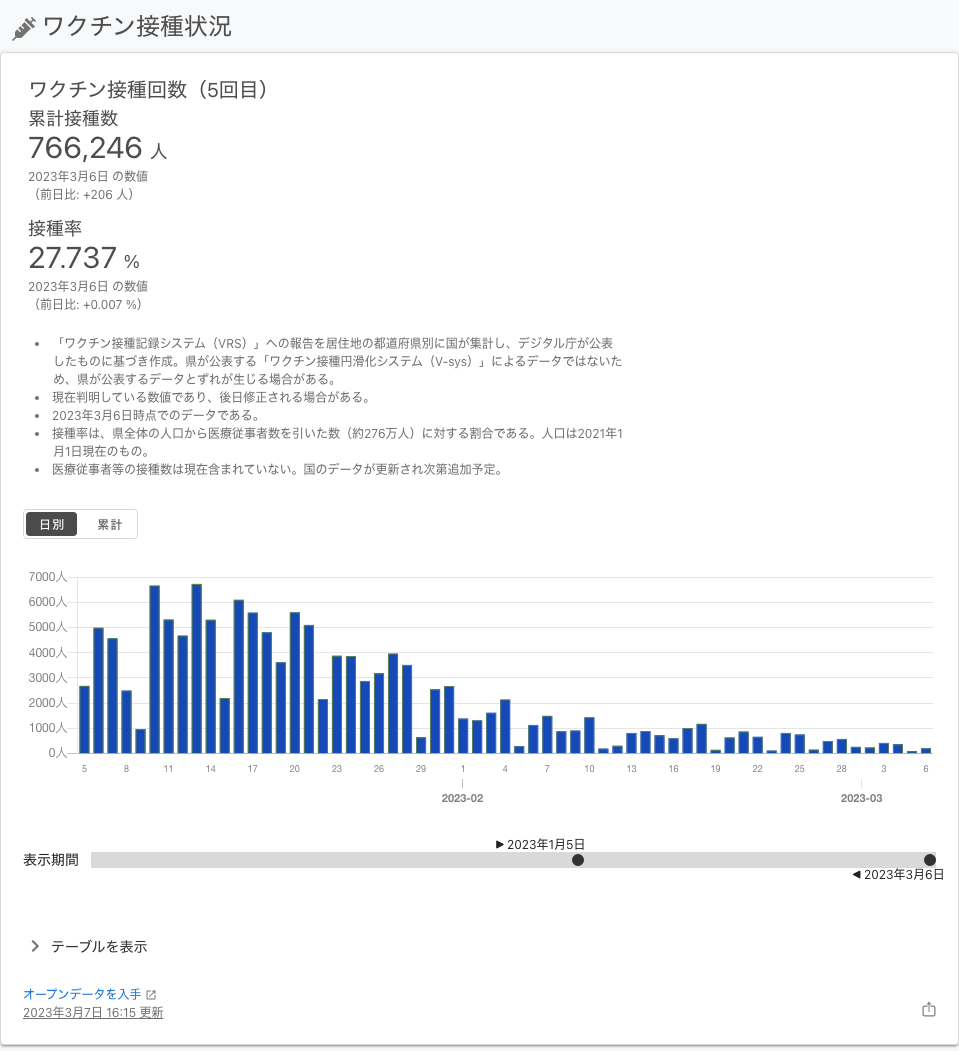 ワクチン接種状況
ワクチン接種回数（5回目）
累計接種数
766,246 人
2023年3月6日 の数値
（前日比: +206 人）
接種率
27.737 %
2023年3月6日 の数値
（前日比: +0.007 %）
• 「ワクチン接種記録システム（VRS）」への報告を居住地の都道府県別に国が集計し、デジタル庁が公表
したものに基づき作成。県が公表する「ワクチン接種円滑化システム（V-sys）」によるデータではないた
め、県が公表するデータとずれが生じる場合がある。
• 現在判明している数値であり、後日修正される場合がある。
• 2023年3月6日時点でのデータである。
• 接種率は、県全体の人口から医療従事者数を引いた数（約276万人）に対する割合である。人口は2021年1
月1日現在のもの。
• 医療従事者等の接種数は現在含まれていない。国のデータが更新され次第追加予定。
日別 累計
7000人
6000人
5000人
4000人
3000人
2000人
1000人
0人
5 8 11 14 17 20 23 26 29 1 4 7 10 13 16 19 22 25 28 3 6
2023-02 2023-03
▶ 2023年1月5日
表示期間
◀ 2023年3月6日
テーブルを表示
オープンデータを入手
2023年3月7日 16:15 更新